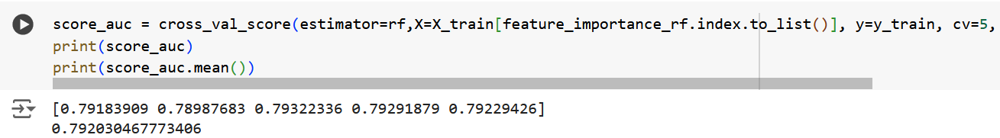 score_auc = cross_val_score(estimator=rf,X=X_train[feature_importance_rf.index.to_list()], y=y_train, cv=5,
print(score_auc)
print(score_auc.mean())
[0.79183909 0.78987683 0.79322336 0.79291879 0.79229426]
0.792030467773406